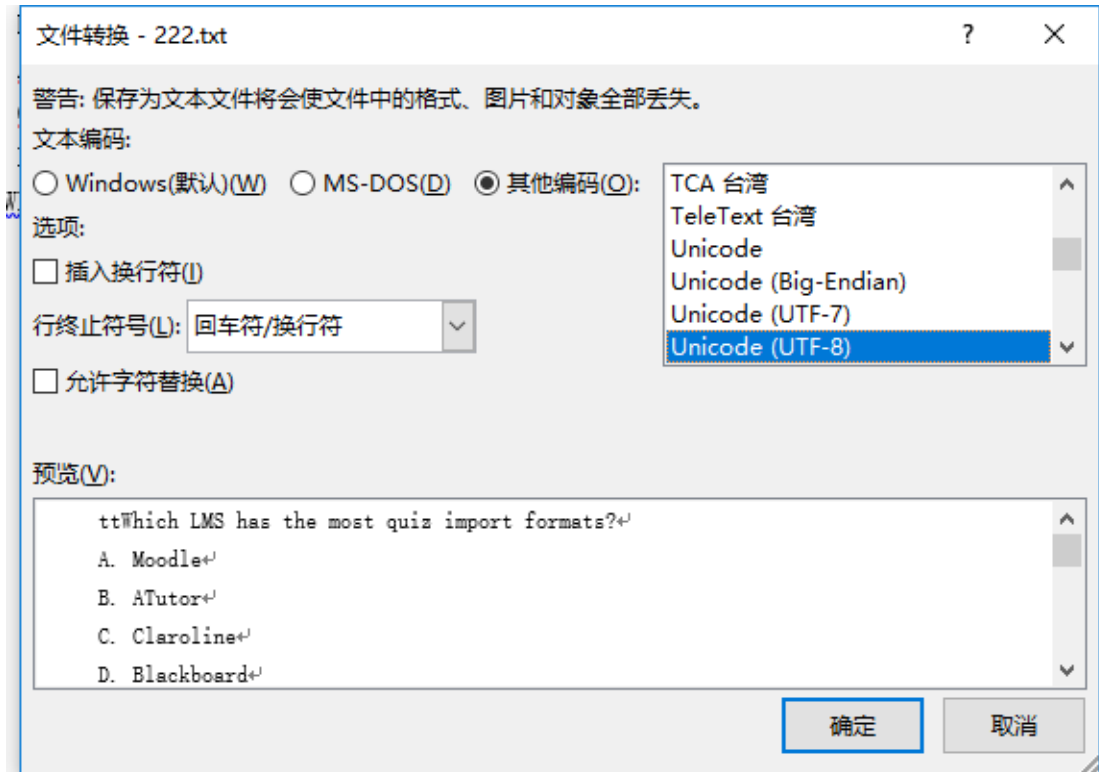 文件转换 - 222.txt
警告: 保存为文本文件将会使文件中的格式、图片和对象全部丢失。
文本编码:
Windows(默认)(W) MS-DOS(D) 其他编码(O):
TCA 台湾
TeleText 台湾
Unicode
Unicode (Big-Endian)
Unicode (UTF-7)
Unicode (UTF-8)
选项:
插入换行符(I)
行终止符号(L): 回车符/换行符
允许字符替换(A)
预览(V):
ttWhich LMS has the most quiz import formats?↵
A. Moodle↵
B. ATutor↵
C. Claroline↵
D. Blackboard↵
确定 取消